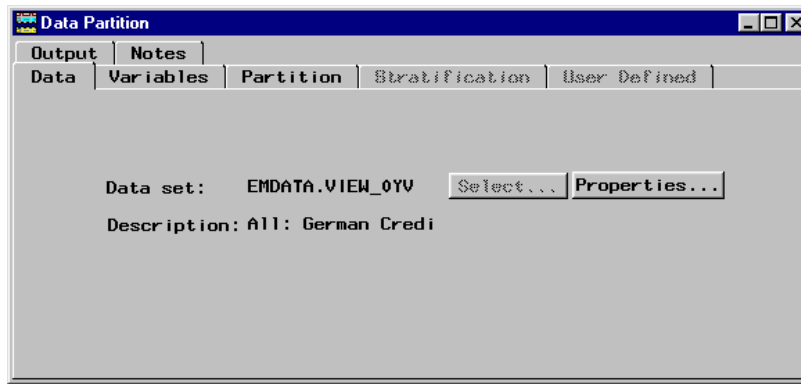 Data Partition
Output Notes
Data Variables Partition Stratification User Defined
Data set: EMDATA.VIEW_0YV Select... Properties...
Description: All: German Credi